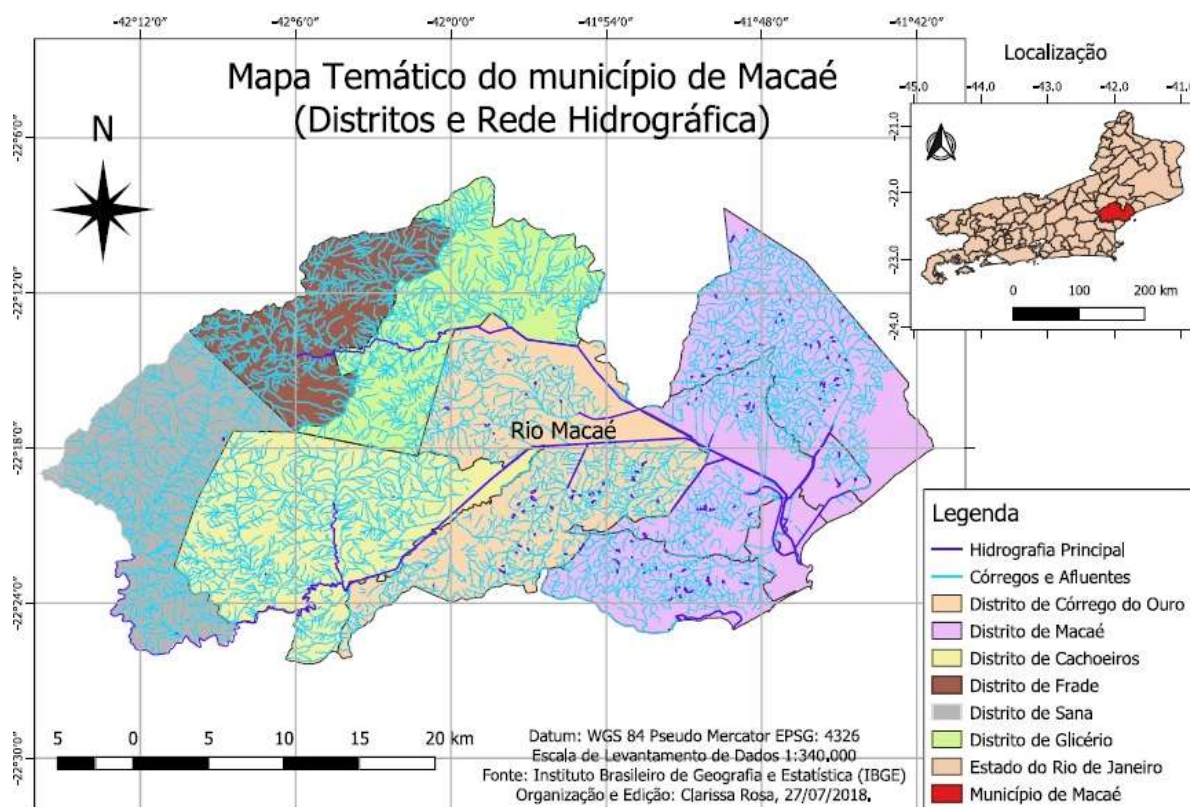 -42°12'0"
-42°6'0"
-42°0'0"
-41°54'0"
-41°48'0"
-41°42'0"
Mapa Temático do município de Macaé
(Distritos e Rede Hidrográfica)
N
-22°6'0"
-22°12'0"
-22°18'0"
-22°24'0"
-22°30'0"
Rio Macaé
Localização
-45.0 -43.0 -42.0 -41.0
-44.0
-21.0
-22.0
-23.0
-24.0
0 100 200 km
Legenda
Hidrografia Principal
Córregos e Afluentes
Distrito de Córrego do Ouro
Distrito de Macaé
Distrito de Cachoeiros
Distrito de Frade
Distrito de Sana
Distrito de Glicério
Estado do Rio de Janeiro
Município de Macaé
5 0 5 10 15 20 km
Datum: WGS 84 Pseudo Mercator EPSG: 4326
Escala de Levantamento de Dados 1:340.000
Fonte: Instituto Brasileiro de Geografia e Estatística (IBGE)
Organização e Edição: Clarissa Rosa, 27/07/2018.